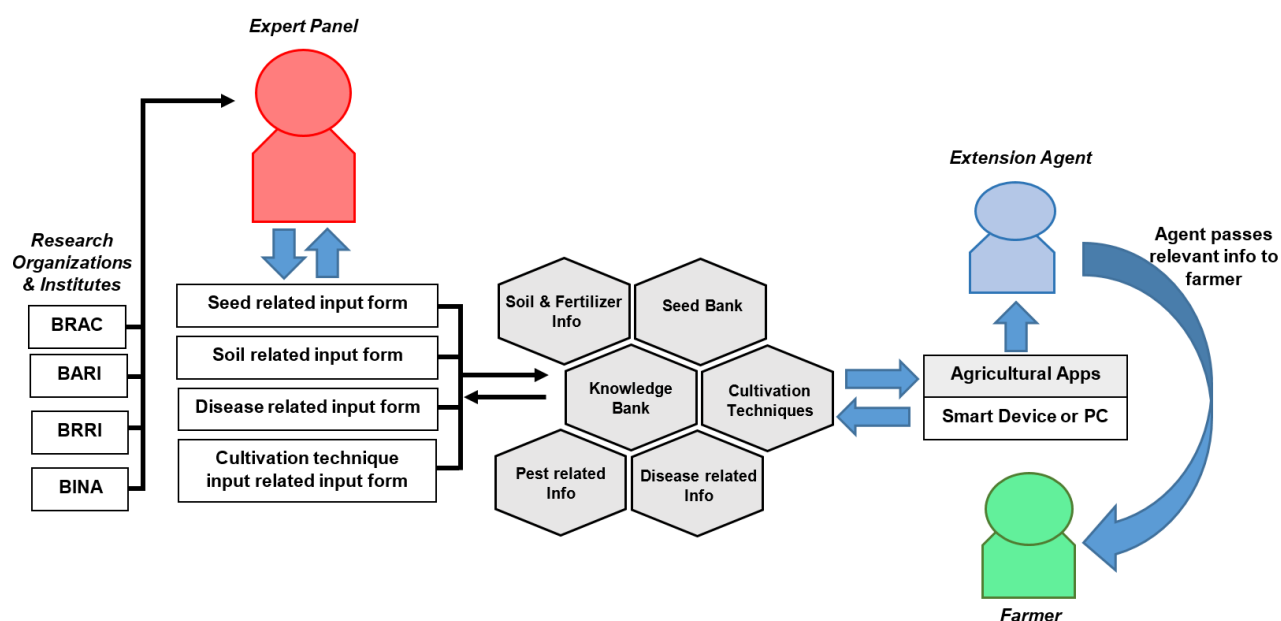 Expert Panel
Research
Organizations
& Institutes
BRAC
BARI
BRRI
BINA
Seed related input form
Soil related input form
Disease related input form
Cultivation technique
input related input form
Soil & Fertilizer
Info
Seed Bank
Knowledge
Bank
Cultivation
Techniques
Pest related
Info
Disease related
Info
Extension Agent
Agricultural Apps
Smart Device or PC
Agent passes
relevant info to
farmer
Farmer